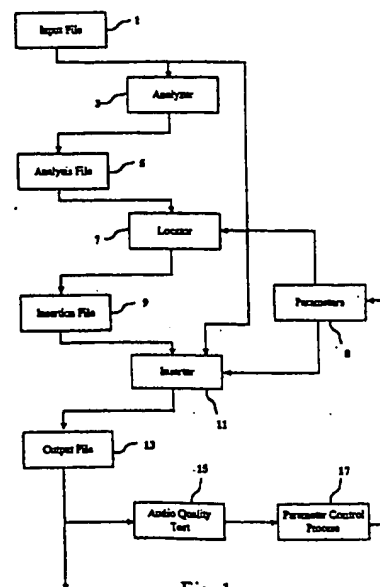 Input File
1
Analyzer
3
Analysis File
6
Locator
7
Insertion File
9
Parameters
8
Inserter
11
Output File
13
15
Audio Quality
Test
17
Parameter Control
Process
Fig. 1